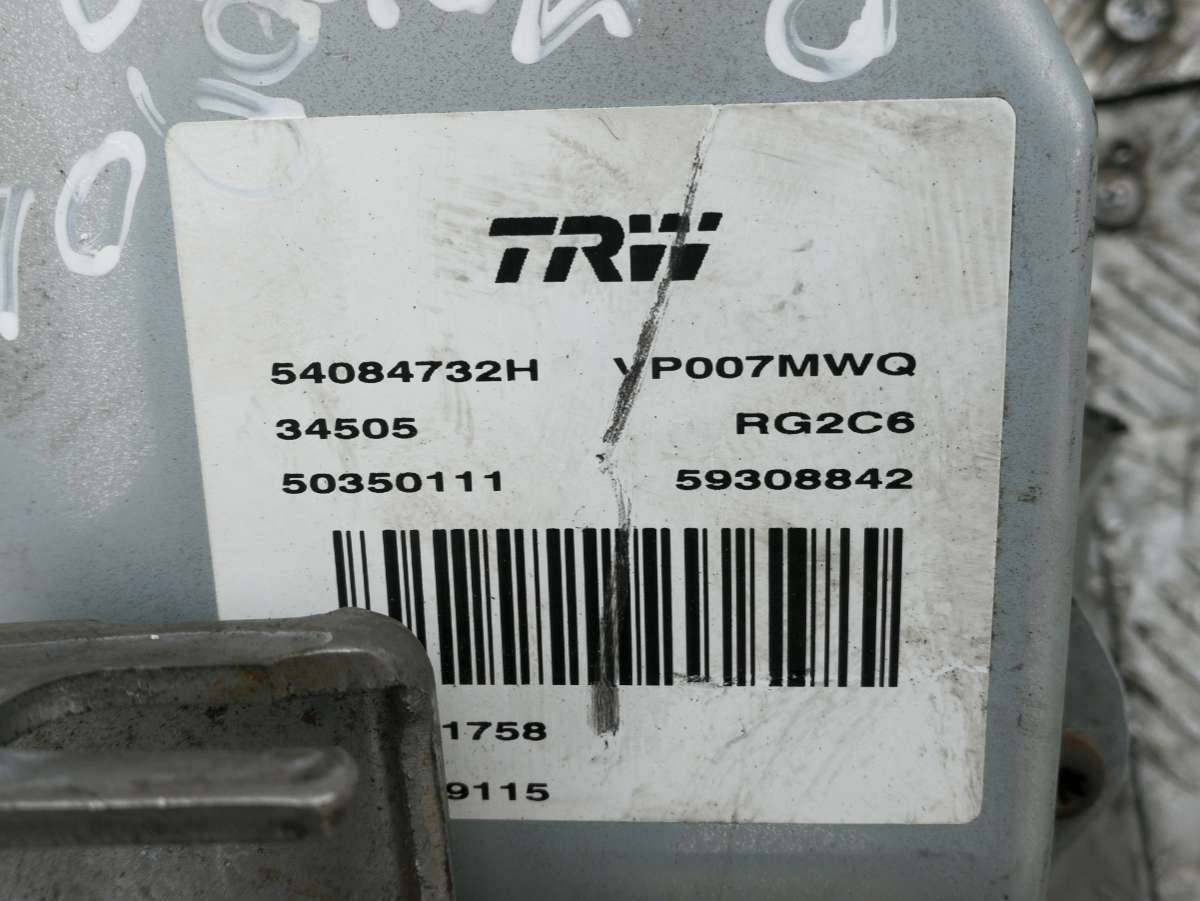 TRW
54084732H VP007MWQ
34505 RG2C6
50350111 59308842
1758
9115